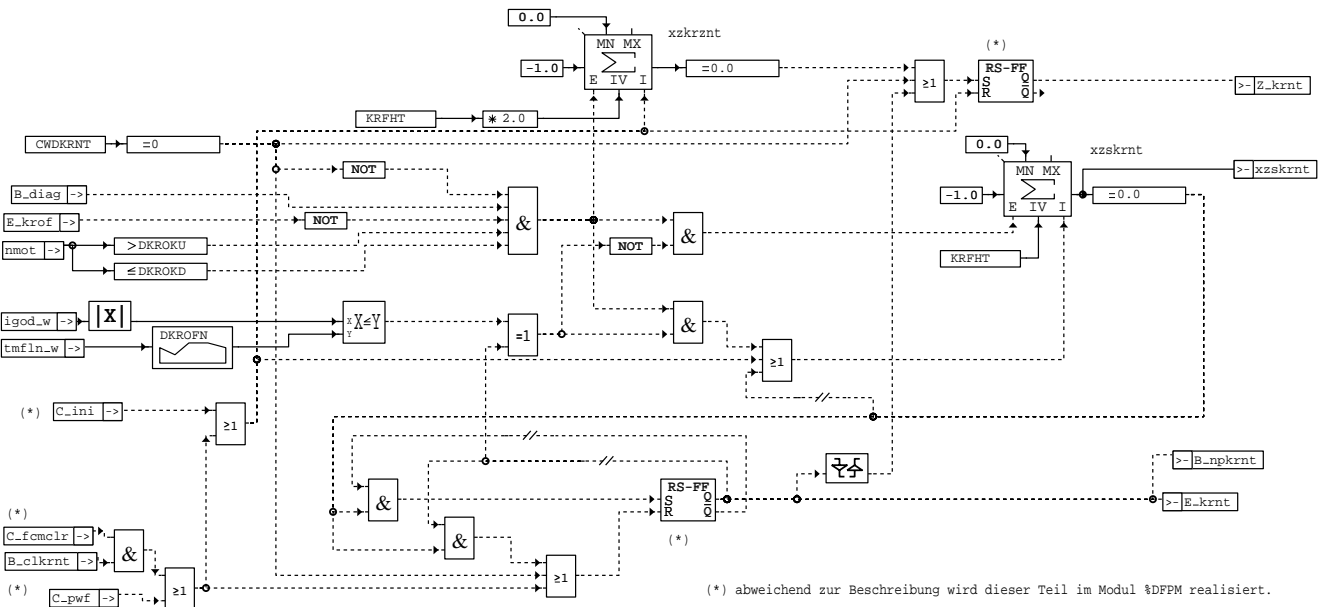 0.0
xzkrznt
(*)
MN MX
-1.0
E IV I
=0.0
≥1
RS-FF
S Q
R Q
>- Z_krnt
KRFHT
* 2.0
CWDKRNT
=0
0.0
xzskrnt
NOT
MN MX
>- xzskrnt
B_diag ->
-1.0
=0.0
E_krof ->
NOT
&
E IV I
nmot ->
>DKROKU
NOT
&
≤DKROKD
KRFHT
igod_w ->
|X|
X X≤Y
Y
=1
&
tmfln_w ->
DKROFN
≥1
(*) C_ini ->
≥1
//
//
//
>- B_npkrnt
&
RS-FF
S Q
R Q
>- E_krnt
(*)
C_fcmclr ->
&
&
(*)
B_clkrnt ->
≥1
≥1
(*) C_pwf ->
(*) abweichend zur Beschreibung wird dieser Teil im Modul %DFPM realisiert.